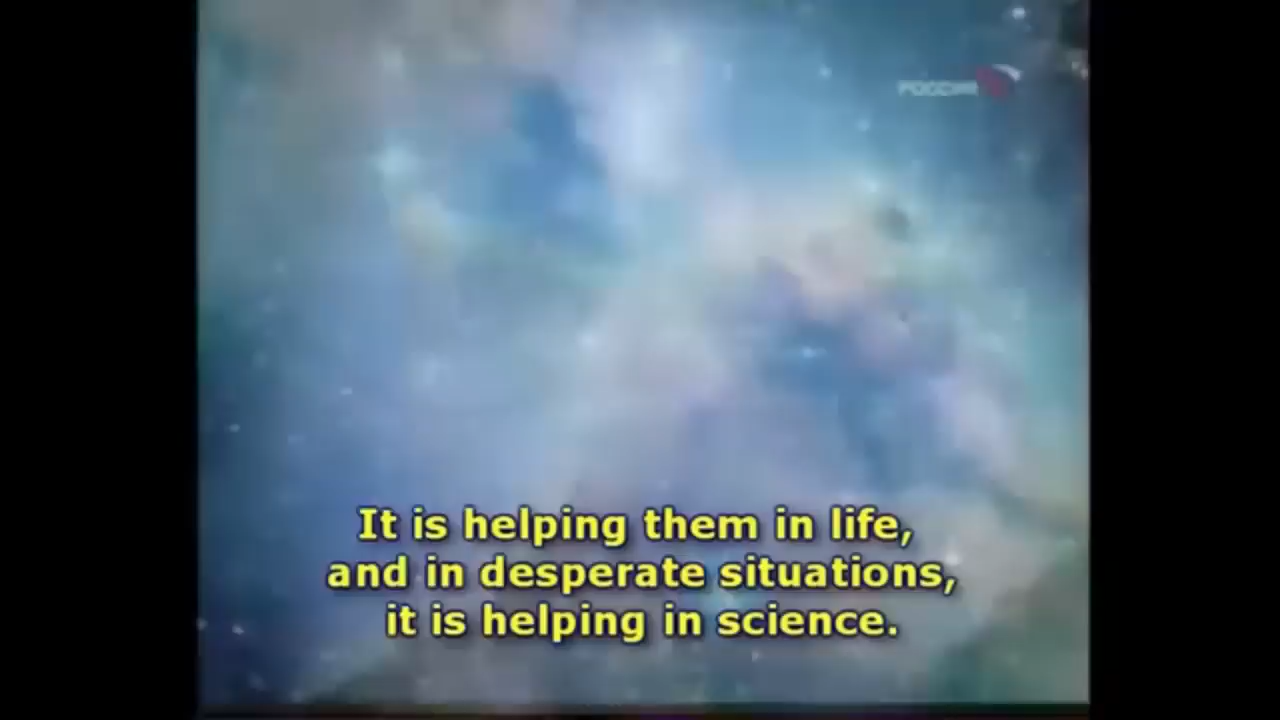 РОССИЯ
It is helping them in life,
and in desperate situations,
it is helping in science.